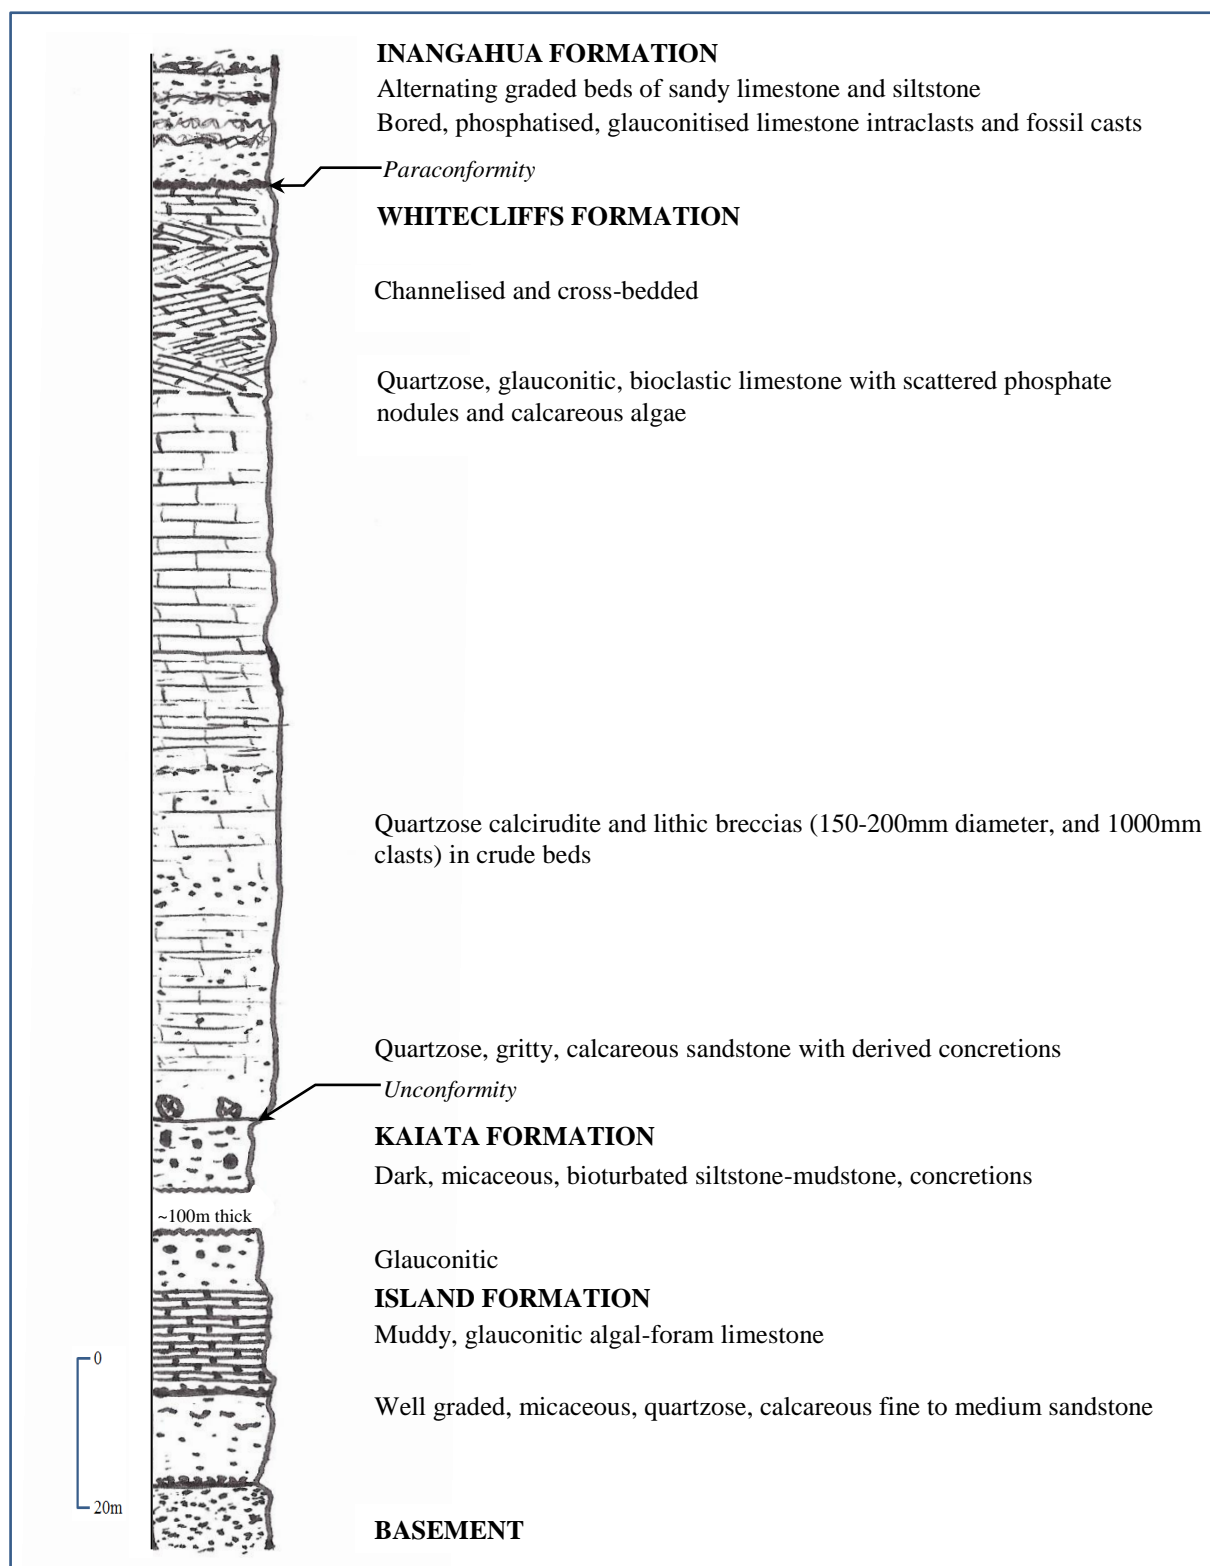 INANGAHUA FORMATION
Alternating graded beds of sandy limestone and siltstone
Bored, phosphatised, glauconitised limestone intraclasts and fossil casts
Paraconformity
WHITECLIFFS FORMATION
Channelised and cross-bedded
Quartzose, glauconitic, bioclastic limestone with scattered phosphate
nodules and calcareous algae
Quartzose calcirudite and lithic breccias (150-200mm diameter, and 1000mm
clasts) in crude beds
Quartzose, gritty, calcareous sandstone with derived concretions
Unconformity
KAIATA FORMATION
Dark, micaceous, bioturbated siltstone-mudstone, concretions
~100m thick
Glauconitic
ISLAND FORMATION
Muddy, glauconitic algal-foram limestone
0
Well graded, micaceous, quartzose, calcareous fine to medium sandstone
20m
BASEMENT